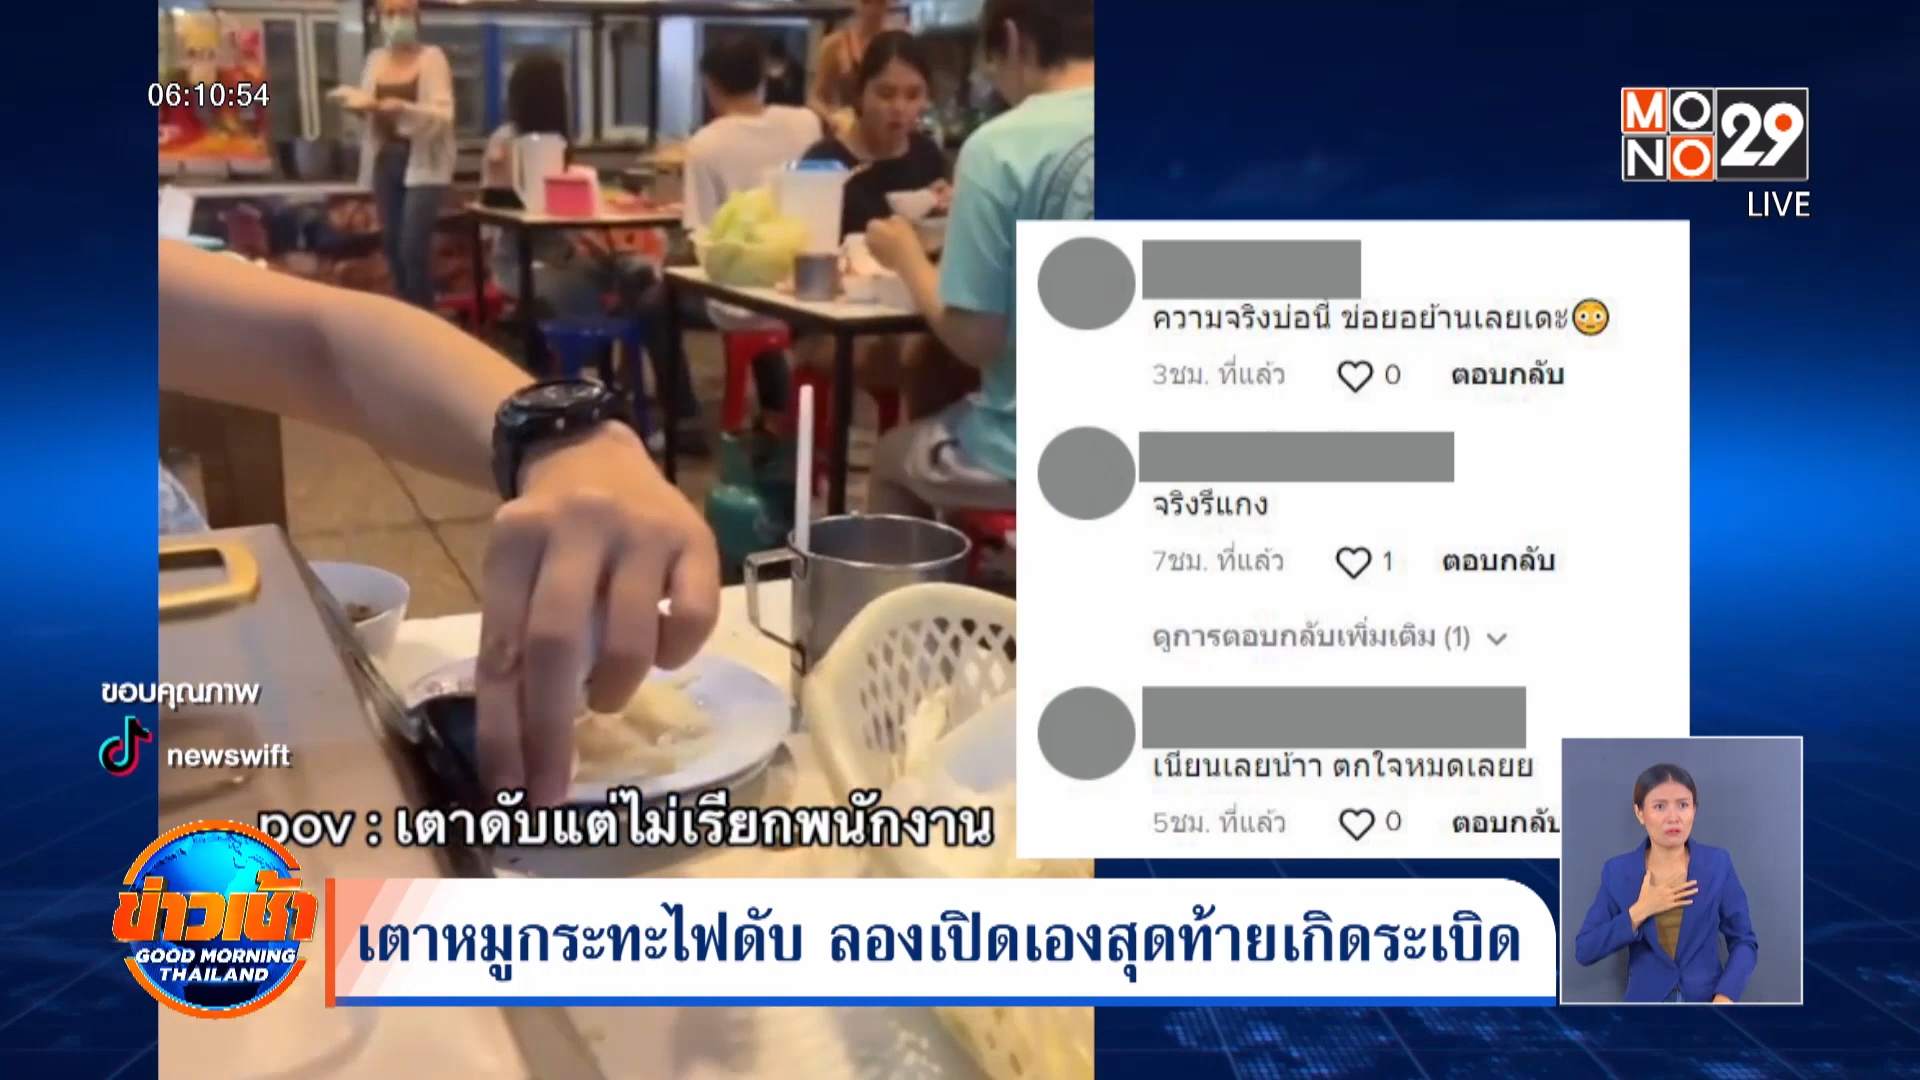 06:10:54
MONO 29
LIVE
ความจริงบ่อนี่ ข่อยอย้านเลยเดะ😳
3ชม. ที่แล้ว 0 ตอบกลับ
จริงรึแกง
7ชม. ที่แล้ว 1 ตอบกลับ
ดูการตอบกลับเพิ่มเติม (1)
เนียนเลยน้าา ตกใจหมดเลยย
5ชม. ที่แล้ว 0 ตอบกลับ
ขอบคุณภาพ
newswift
pov : เตาดับแต่ไม่เรียกพนักงาน
ข่าวเช้า
GOOD MORNING
THAILAND
เตาหมูกระทะไฟดับ ลองเปิดเองสุดท้ายเกิดระเบิด